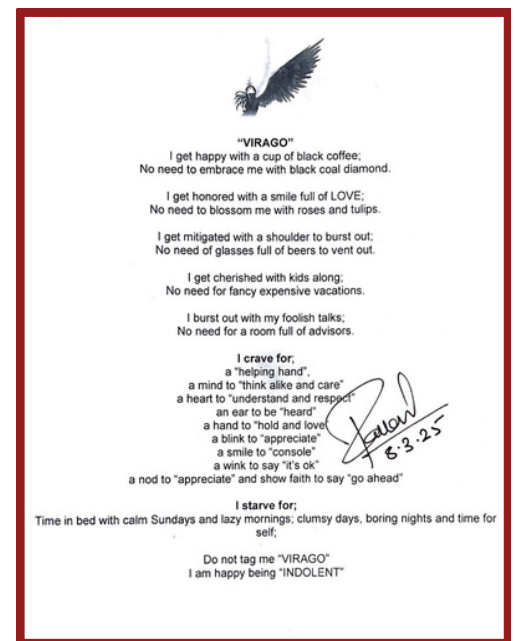 "VIRAGO"
I get happy with a cup of black coffee;
No need to embrace me with black coal diamond.
I get honored with a smile full of LOVE;
No need to blossom me with roses and tulips.
I get mitigated with a shoulder to burst out;
No need of glasses full of beers to vent out.
I get cherished with kids along;
No need for fancy expensive vacations.
I burst out with my foolish talks;
No need for a room full of advisors.
I crave for;
a "helping hand",
a mind to "think alike and care"
a heart to "understand and respect"
an ear to be "heard"
a hand to "hold and love
a blink to "appreciate"
a smile to "console"
a wink to say "it's ok"
a nod to "appreciate" and show faith to say "go ahead"
8.3.25
I starve for;
Time in bed with calm Sundays and lazy mornings; clumsy days, boring nights and time for
self;
Do not tag me "VIRAGO"
I am happy being "INDOLENT"